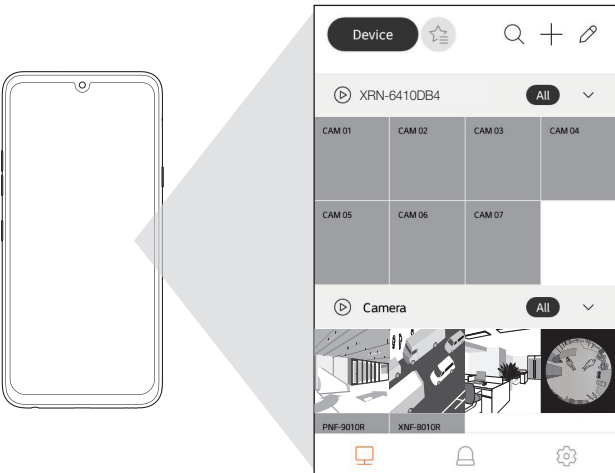 Device
XRN-6410DB4 All
CAM 01 CAM 02 CAM 03 CAM 04
CAM 05 CAM 06 CAM 07
Camera All
PNF-9010R XNF-8010R